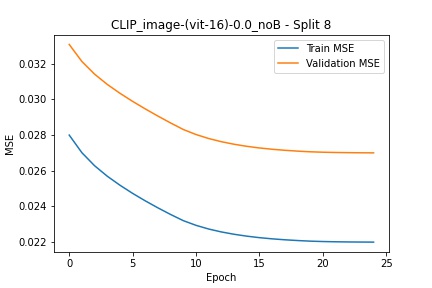 CLIP_image-(vit-16)-0.0_noB - Split 8
Train MSE
Validation MSE
MSE
0.032
0.030
0.028
0.026
0.024
0.022
0 5 10 15 20 25
Epoch